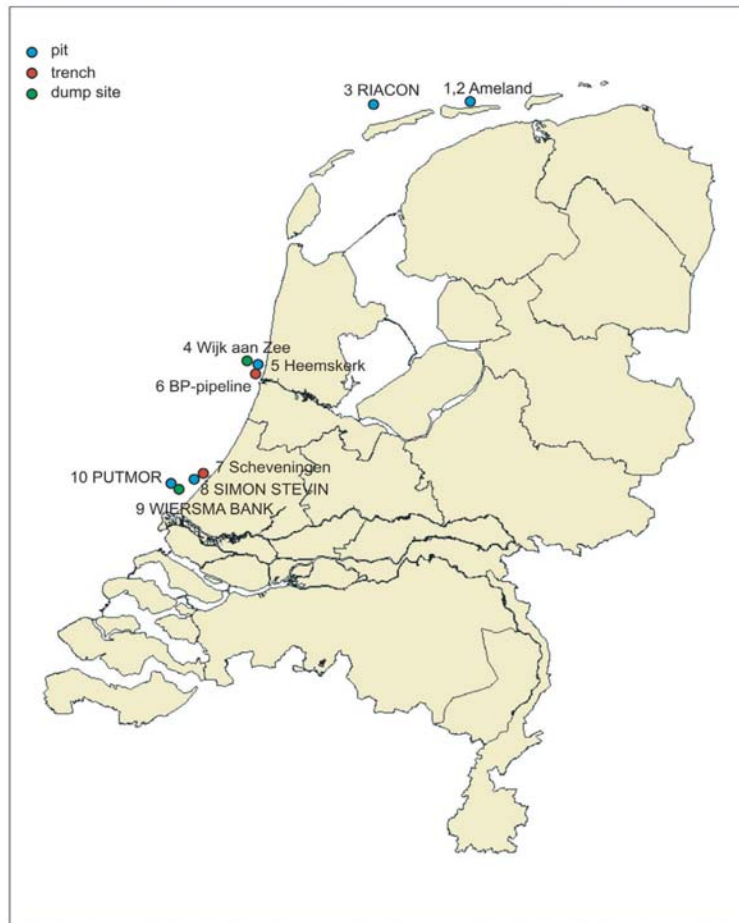 pit
trench
dump site
3 RIACON
1,2 Ameland
4 Wijk aan Zee
5 Heemskerk
6 BP-pipeline
7 Scheveningen
10 PUTMOR
8 SIMON STEVIN
9 WIERSMA BANK